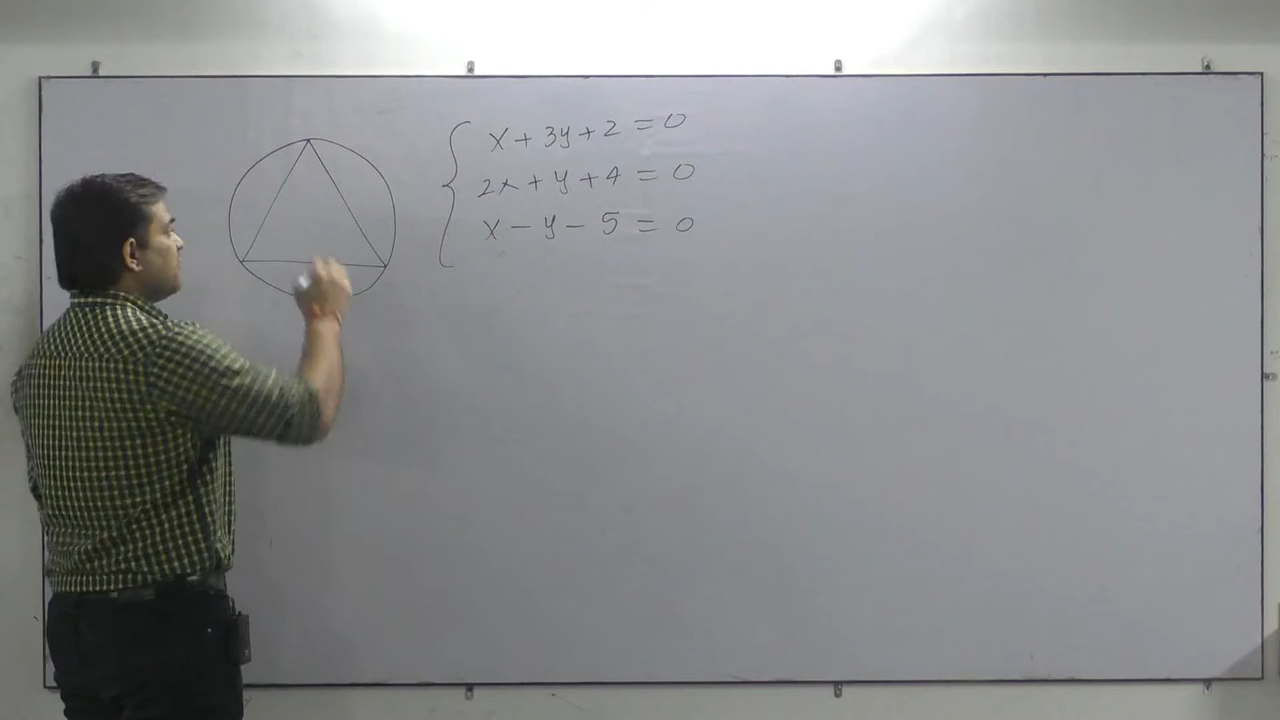 x + 3y + 2 = 0
2x + y + 4 = 0
x - y - 5 = 0